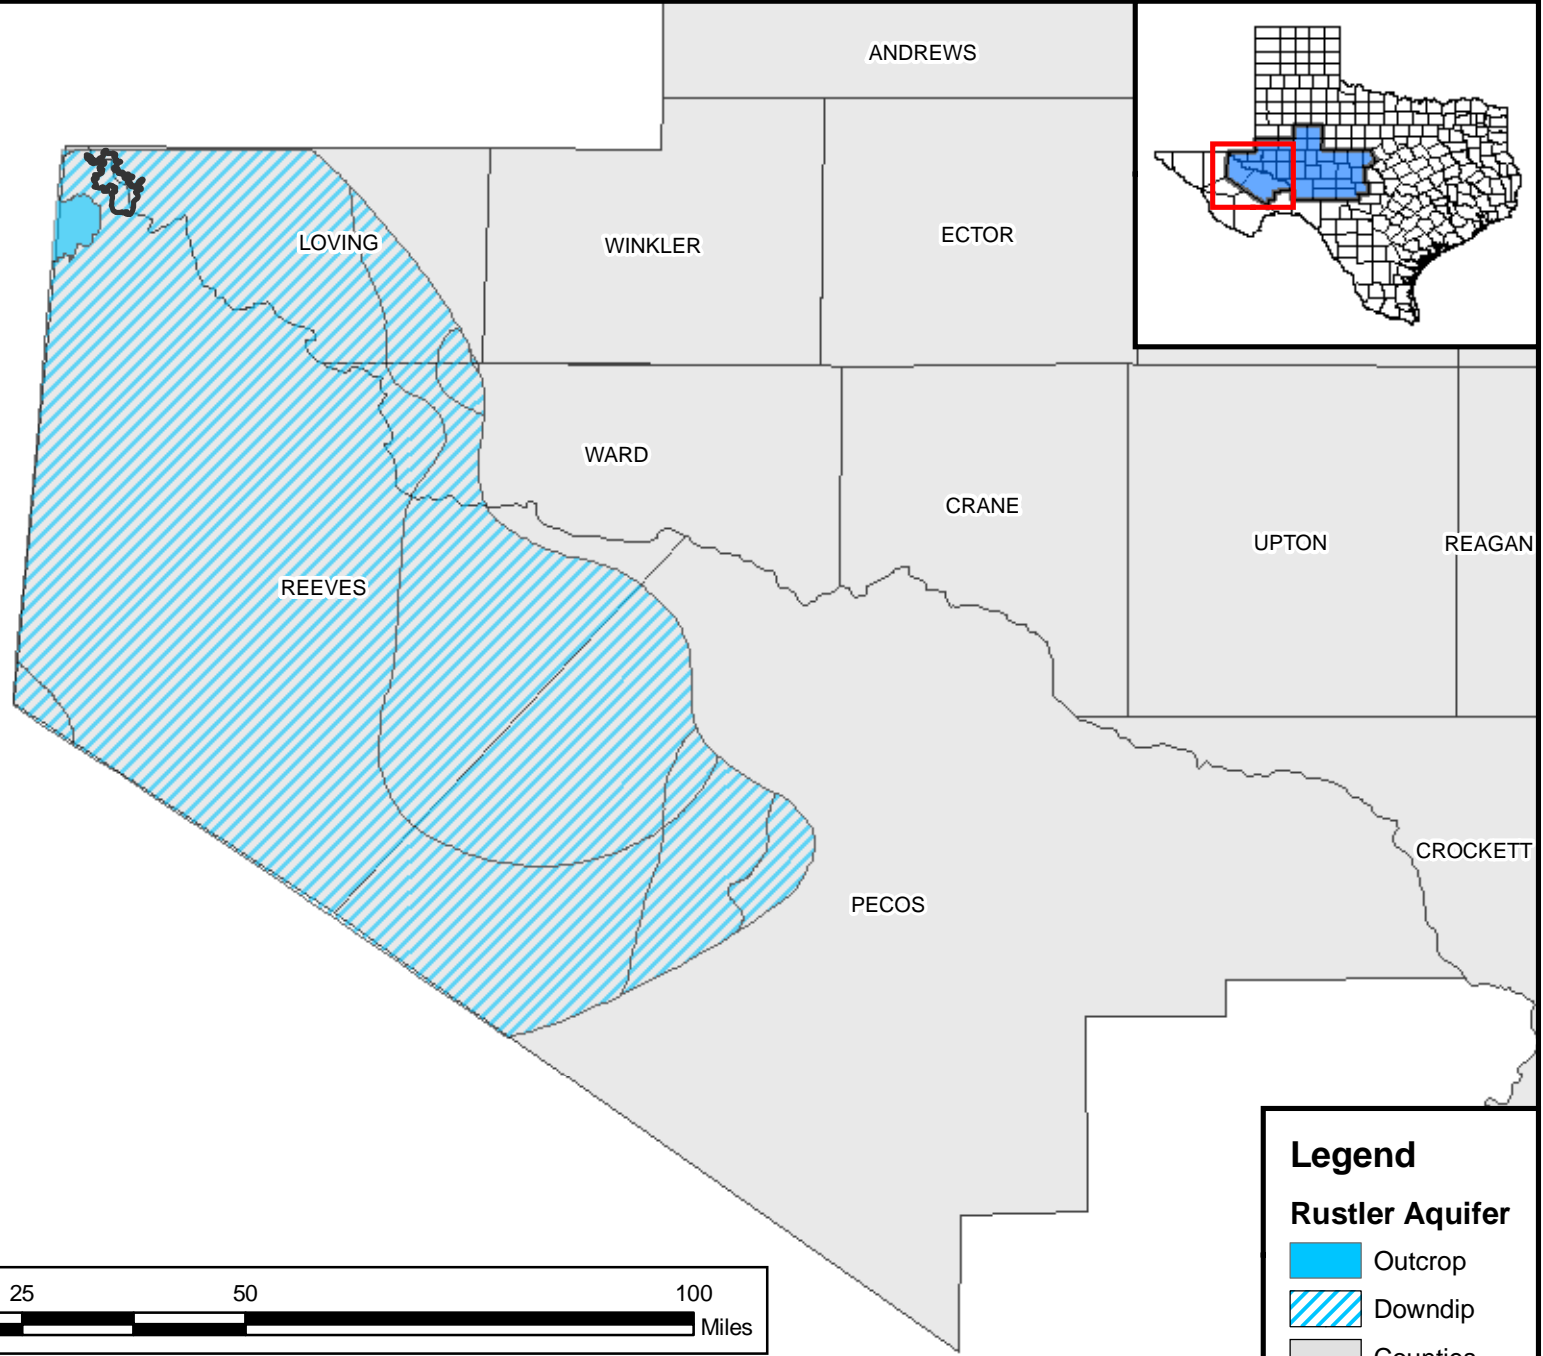 ANDREWS
LOVING
WINKLER
ECTOR
WARD
CRANE
UPTON
REAGAN
REEVES
CROCKETT
PECOS
Legend
Rustler Aquifer
Outcrop
Downdip
Counties
25 50 100
Miles